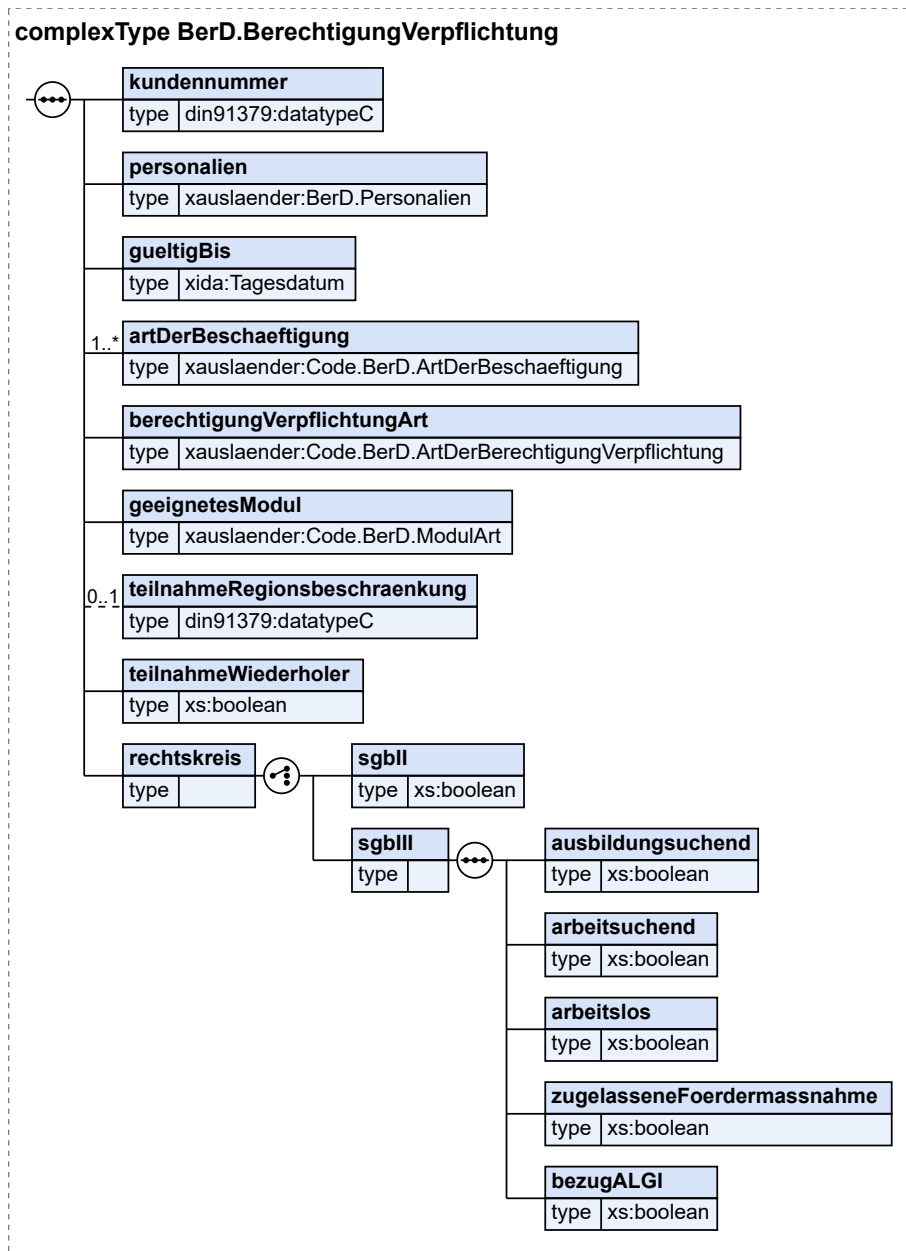 complexType BerD.BerechtigungVerpflichtung
kundennummer
type din91379:datatypeC
personalien
type xauslaender:BerD.Personalien
gueltigBis
type xida:Tagesdatum
1..* artDerBeschaeftigung
type xauslaender:Code.BerD.ArtDerBeschaeftigung
berechtigungVerpflichtungArt
type xauslaender:Code.BerD.ArtDerBerechtigungVerpflichtung
geeignetesModul
type xauslaender:Code.BerD.ModulArt
0..1 teilnahmeRegionsbeschraenkung
type din91379:datatypeC
teilnahmeWiederholer
type xs:boolean
rechtskreis
type
sgbII
type xs:boolean
sgbIII
type
ausbildungsuchend
type xs:boolean
arbeitsuchend
type xs:boolean
arbeitslos
type xs:boolean
zugelasseneFoerdermassnahme
type xs:boolean
bezugALGI
type xs:boolean